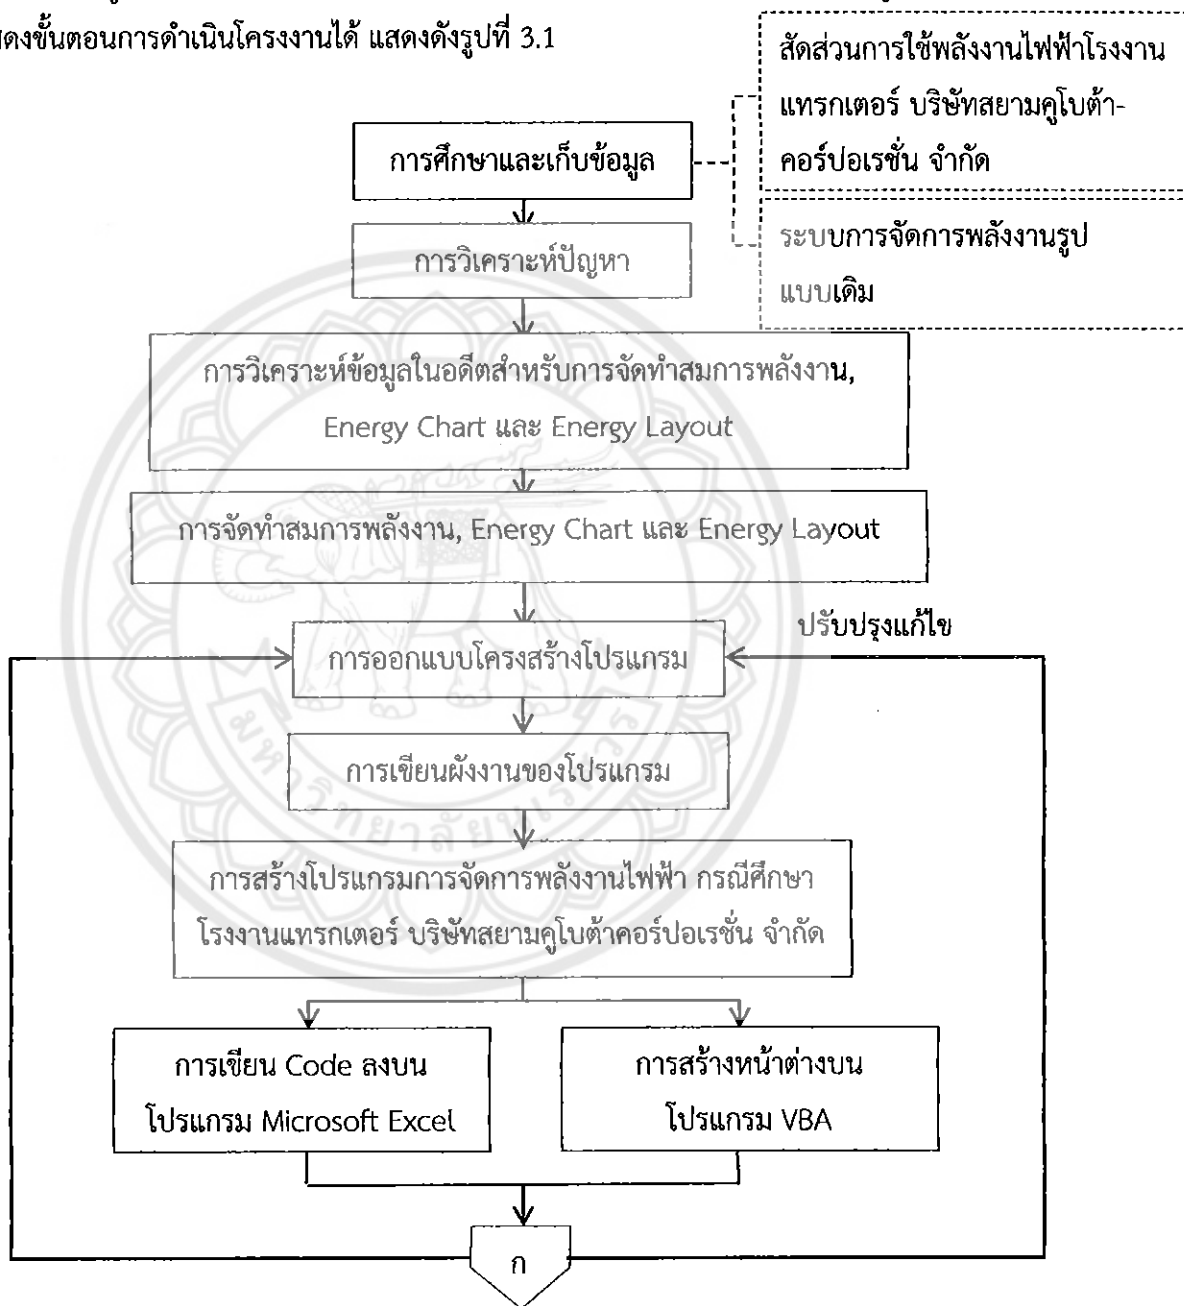 แสดงขั้นตอนการดำเนินโครงงานได้ แสดงดังรูปที่ 3.1
สัดส่วนการใช้พลังงานไฟฟ้าโรงงาน
แทรกเตอร์ บริษัทสยามคูโบต้า-
คอร์ปอเรชั่น จำกัด
การศึกษาและเก็บข้อมูล
ระบบการจัดการพลังงานรูป
แบบเดิม
การวิเคราะห์ปัญหา
การวิเคราะห์ข้อมูลในอดีตสำหรับการจัดทำสมการพลังงาน,
Energy Chart และ Energy Layout
การจัดทำสมการพลังงาน, Energy Chart และ Energy Layout
ปรับปรุงแก้ไข
การออกแบบโครงสร้างโปรแกรม
การเขียนผังงานของโปรแกรม
มหาวิทยาลัยนเรศวร
การสร้างโปรแกรมการจัดการพลังงานไฟฟ้า กรณีศึกษา
โรงงานแทรกเตอร์ บริษัทสยามคูโบต้าคอร์ปอเรชั่น จำกัด
การเขียน Code ลงบน
โปรแกรม Microsoft Excel
การสร้างหน้าต่างบน
โปรแกรม VBA
ก